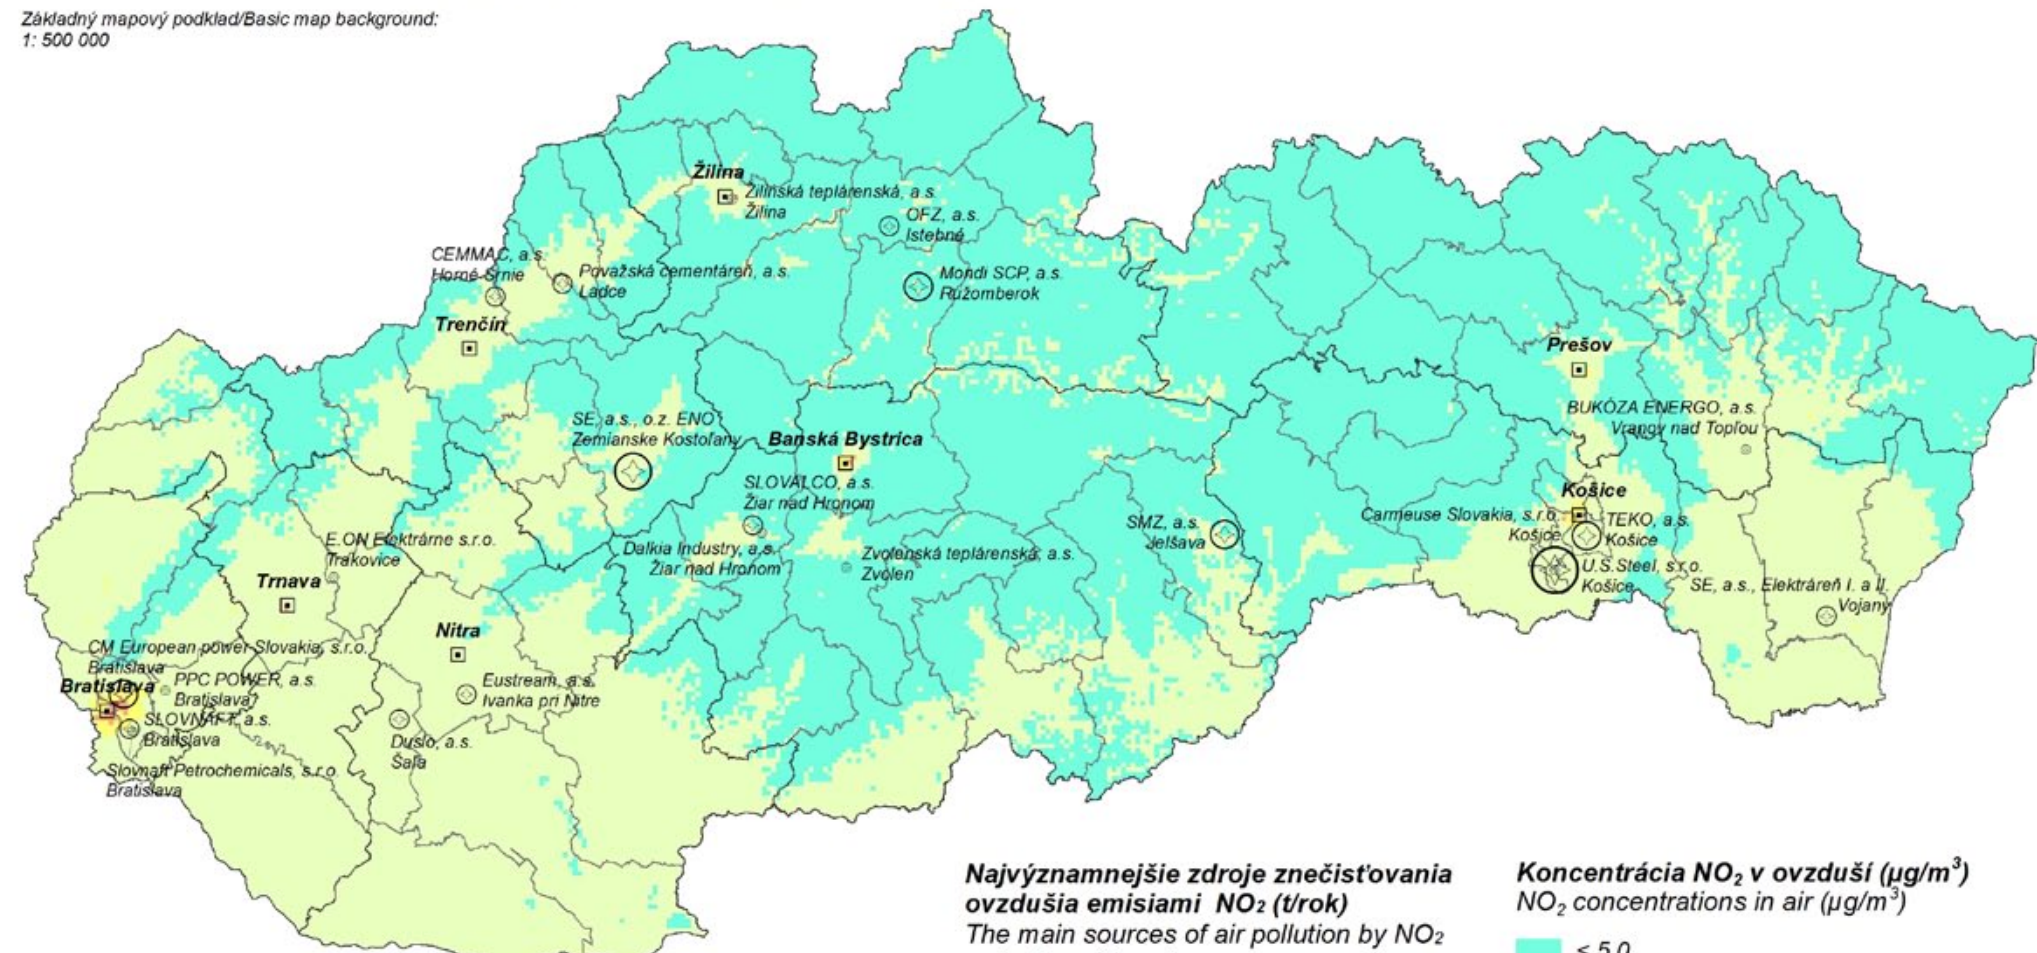 Základný mapový podklad/Basic map background:
1: 500 000
Žilina
Žilinská teplárenská, a.s.
Žilina
OFZ, a.s.
Istebné
CEMMAC, a.s.
Horné Srnie
Považská cementáreň, a.s.
Ladce
Mondi SCP, a.s.
Ružomberok
Trenčín
Prešov
SE, a.s., o.z. ENO
Zemianske Kostoľany
Banská Bystrica
BUKÓZA ENERGO, a.s.
Vranov nad Topľou
SLOVALCO, a.s.
Žiar nad Hronom
Košice
Carmeuse Slovakia, s.r.o.
Košice
TEKO, a.s.
Košice
SMZ, a.s.
Jelšava
E.ON Elektrárne s.r.o.
Trakovice
Dalkia Industry, a.s.
Žiar nad Hronom
Zvolenská teplárenská, a.s.
Zvolen
U.S.Steel, s.r.o.
Košice
SE, a.s., Elektráreň I. a II.
Vojany
Trnava
Nitra
CM European power Slovakia, s.r.o.
Bratislava
Bratislava
PPC POWER, a.s.
Bratislava
Eustream, a.s.
Ivanka pri Nitre
SLOVNAFT, a.s.
Bratislava
Duslo, a.s.
Šaľa
Slovnaft Petrochemicals, s.r.o.
Bratislava
Najvýznamnejšie zdroje znečisťovania
ovzdušia emisiami NO₂ (t/rok)
The main sources of air pollution by NO₂
Koncentrácia NO₂ v ovzduší (µg/m³)
NO₂ concentrations in air (µg/m³)
≤ 5,0